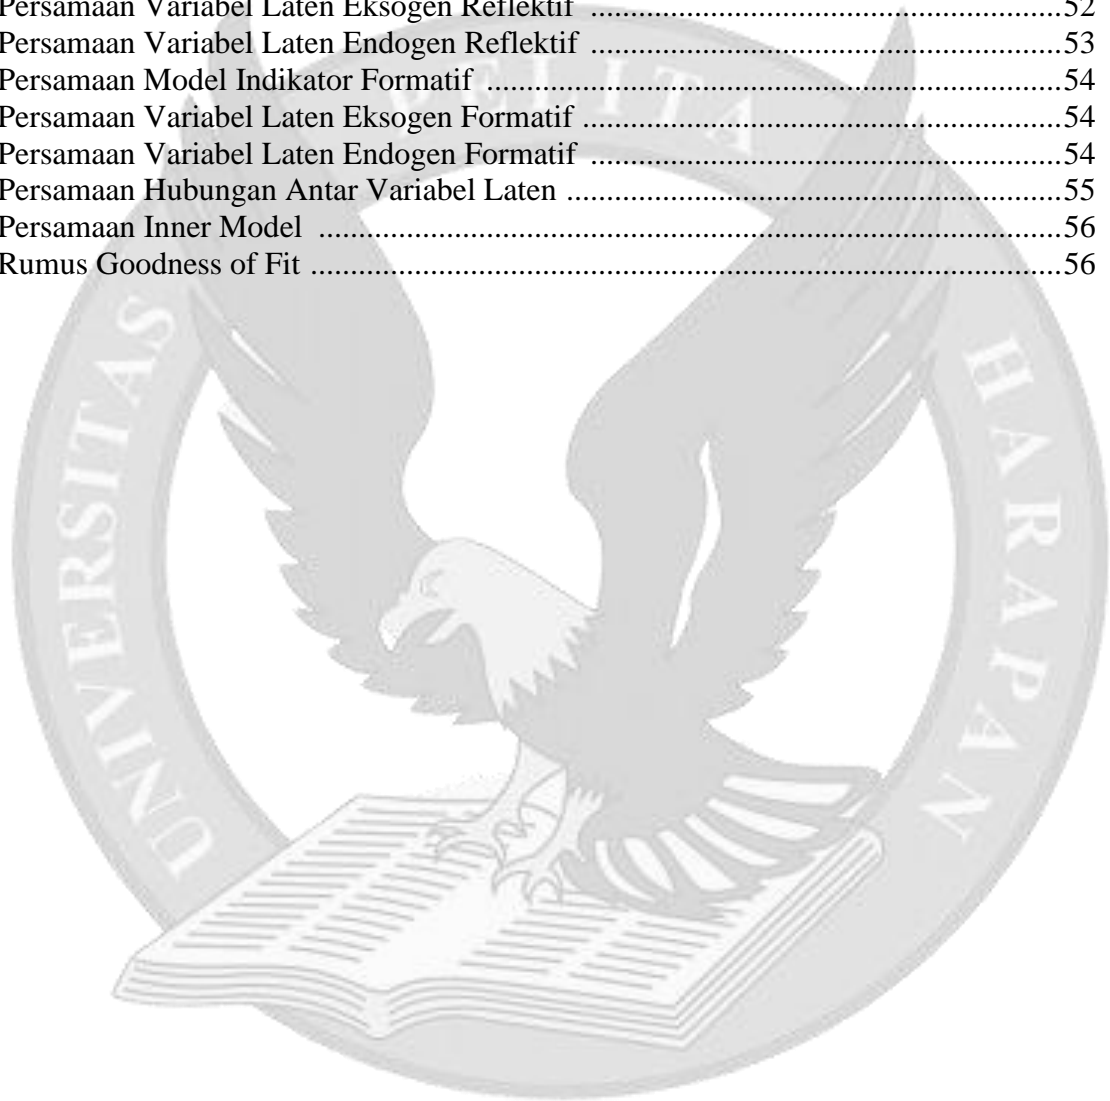 Persamaan Variabel Laten Eksogen Reflektif ............................................................52
Persamaan Variabel Laten Endogen Reflektif ............................................................53
Persamaan Model Indikator Formatif .........................................................................54
Persamaan Variabel Laten Eksogen Formatif .............................................................54
Persamaan Variabel Laten Endogen Formatif ............................................................54
Persamaan Hubungan Antar Variabel Laten ...............................................................55
Persamaan Inner Model ...............................................................................................56
Rumus Goodness of Fit ................................................................................................56
UNIVERSITAS PELITA HARAPAN